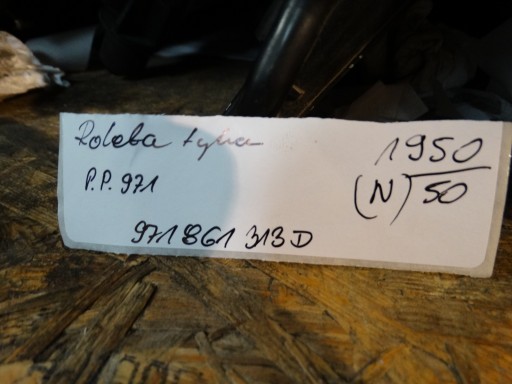 Roleta tylna
1950
P.P. 971
(N) 50
971 861 313 D